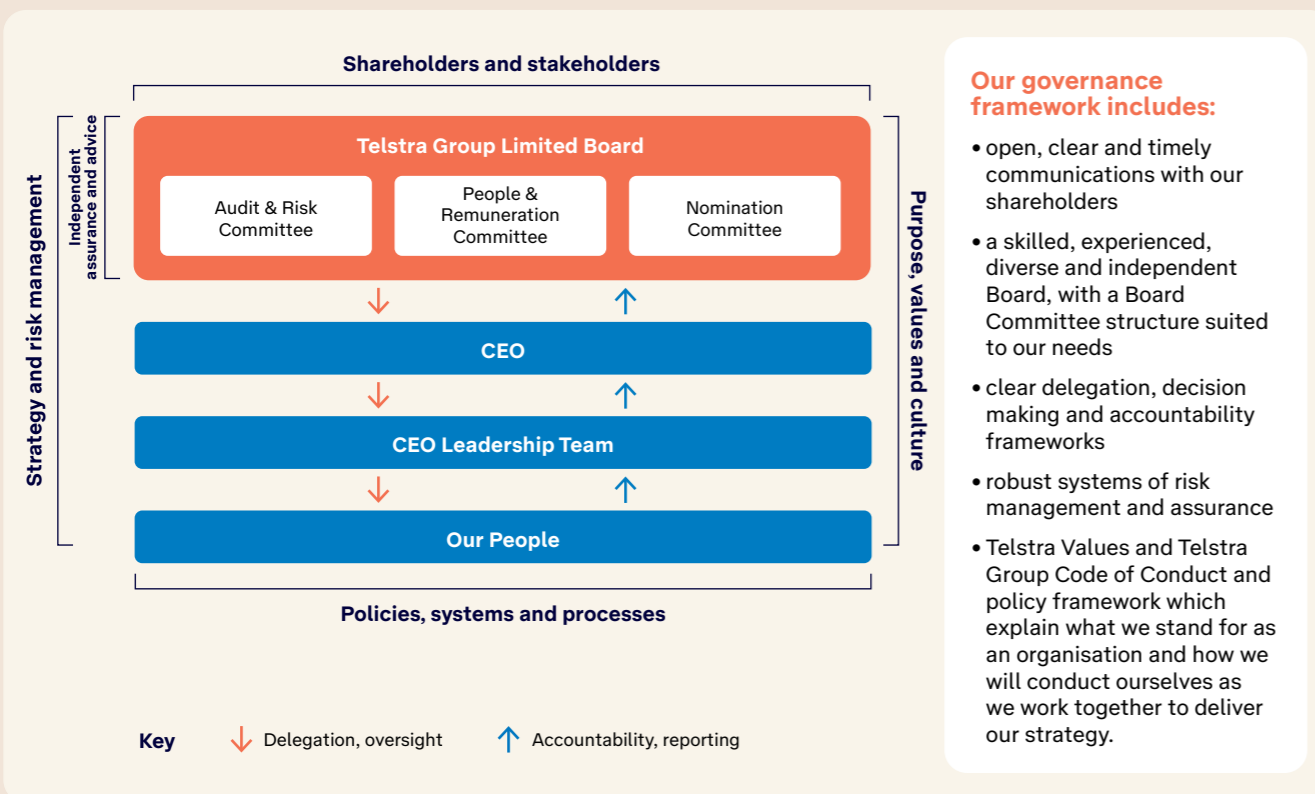 Shareholders and stakeholders
Strategy and risk management
Independent
assurance and advice
Telstra Group Limited Board
Audit & Risk
Committee
People &
Remuneration
Committee
Nomination
Committee
CEO
CEO Leadership Team
Our People
Purpose, values and culture
Policies, systems and processes
Key
Delegation, oversight
Accountability, reporting
Our governance
framework includes:
• open, clear and timely
communications with our
shareholders
• a skilled, experienced,
diverse and independent
Board, with a Board
Committee structure suited
to our needs
• clear delegation, decision
making and accountability
frameworks
• robust systems of risk
management and assurance
• Telstra Values and Telstra
Group Code of Conduct and
policy framework which
explain what we stand for as
an organisation and how we
will conduct ourselves as
we work together to deliver
our strategy.